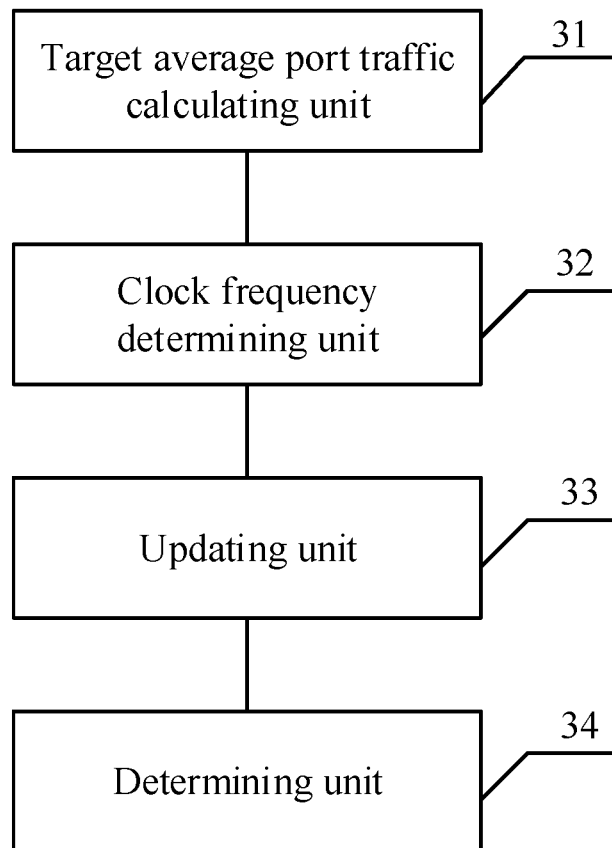 Target average port traffic
calculating unit
31
Clock frequency
determining unit
32
Updating unit
33
Determining unit
34